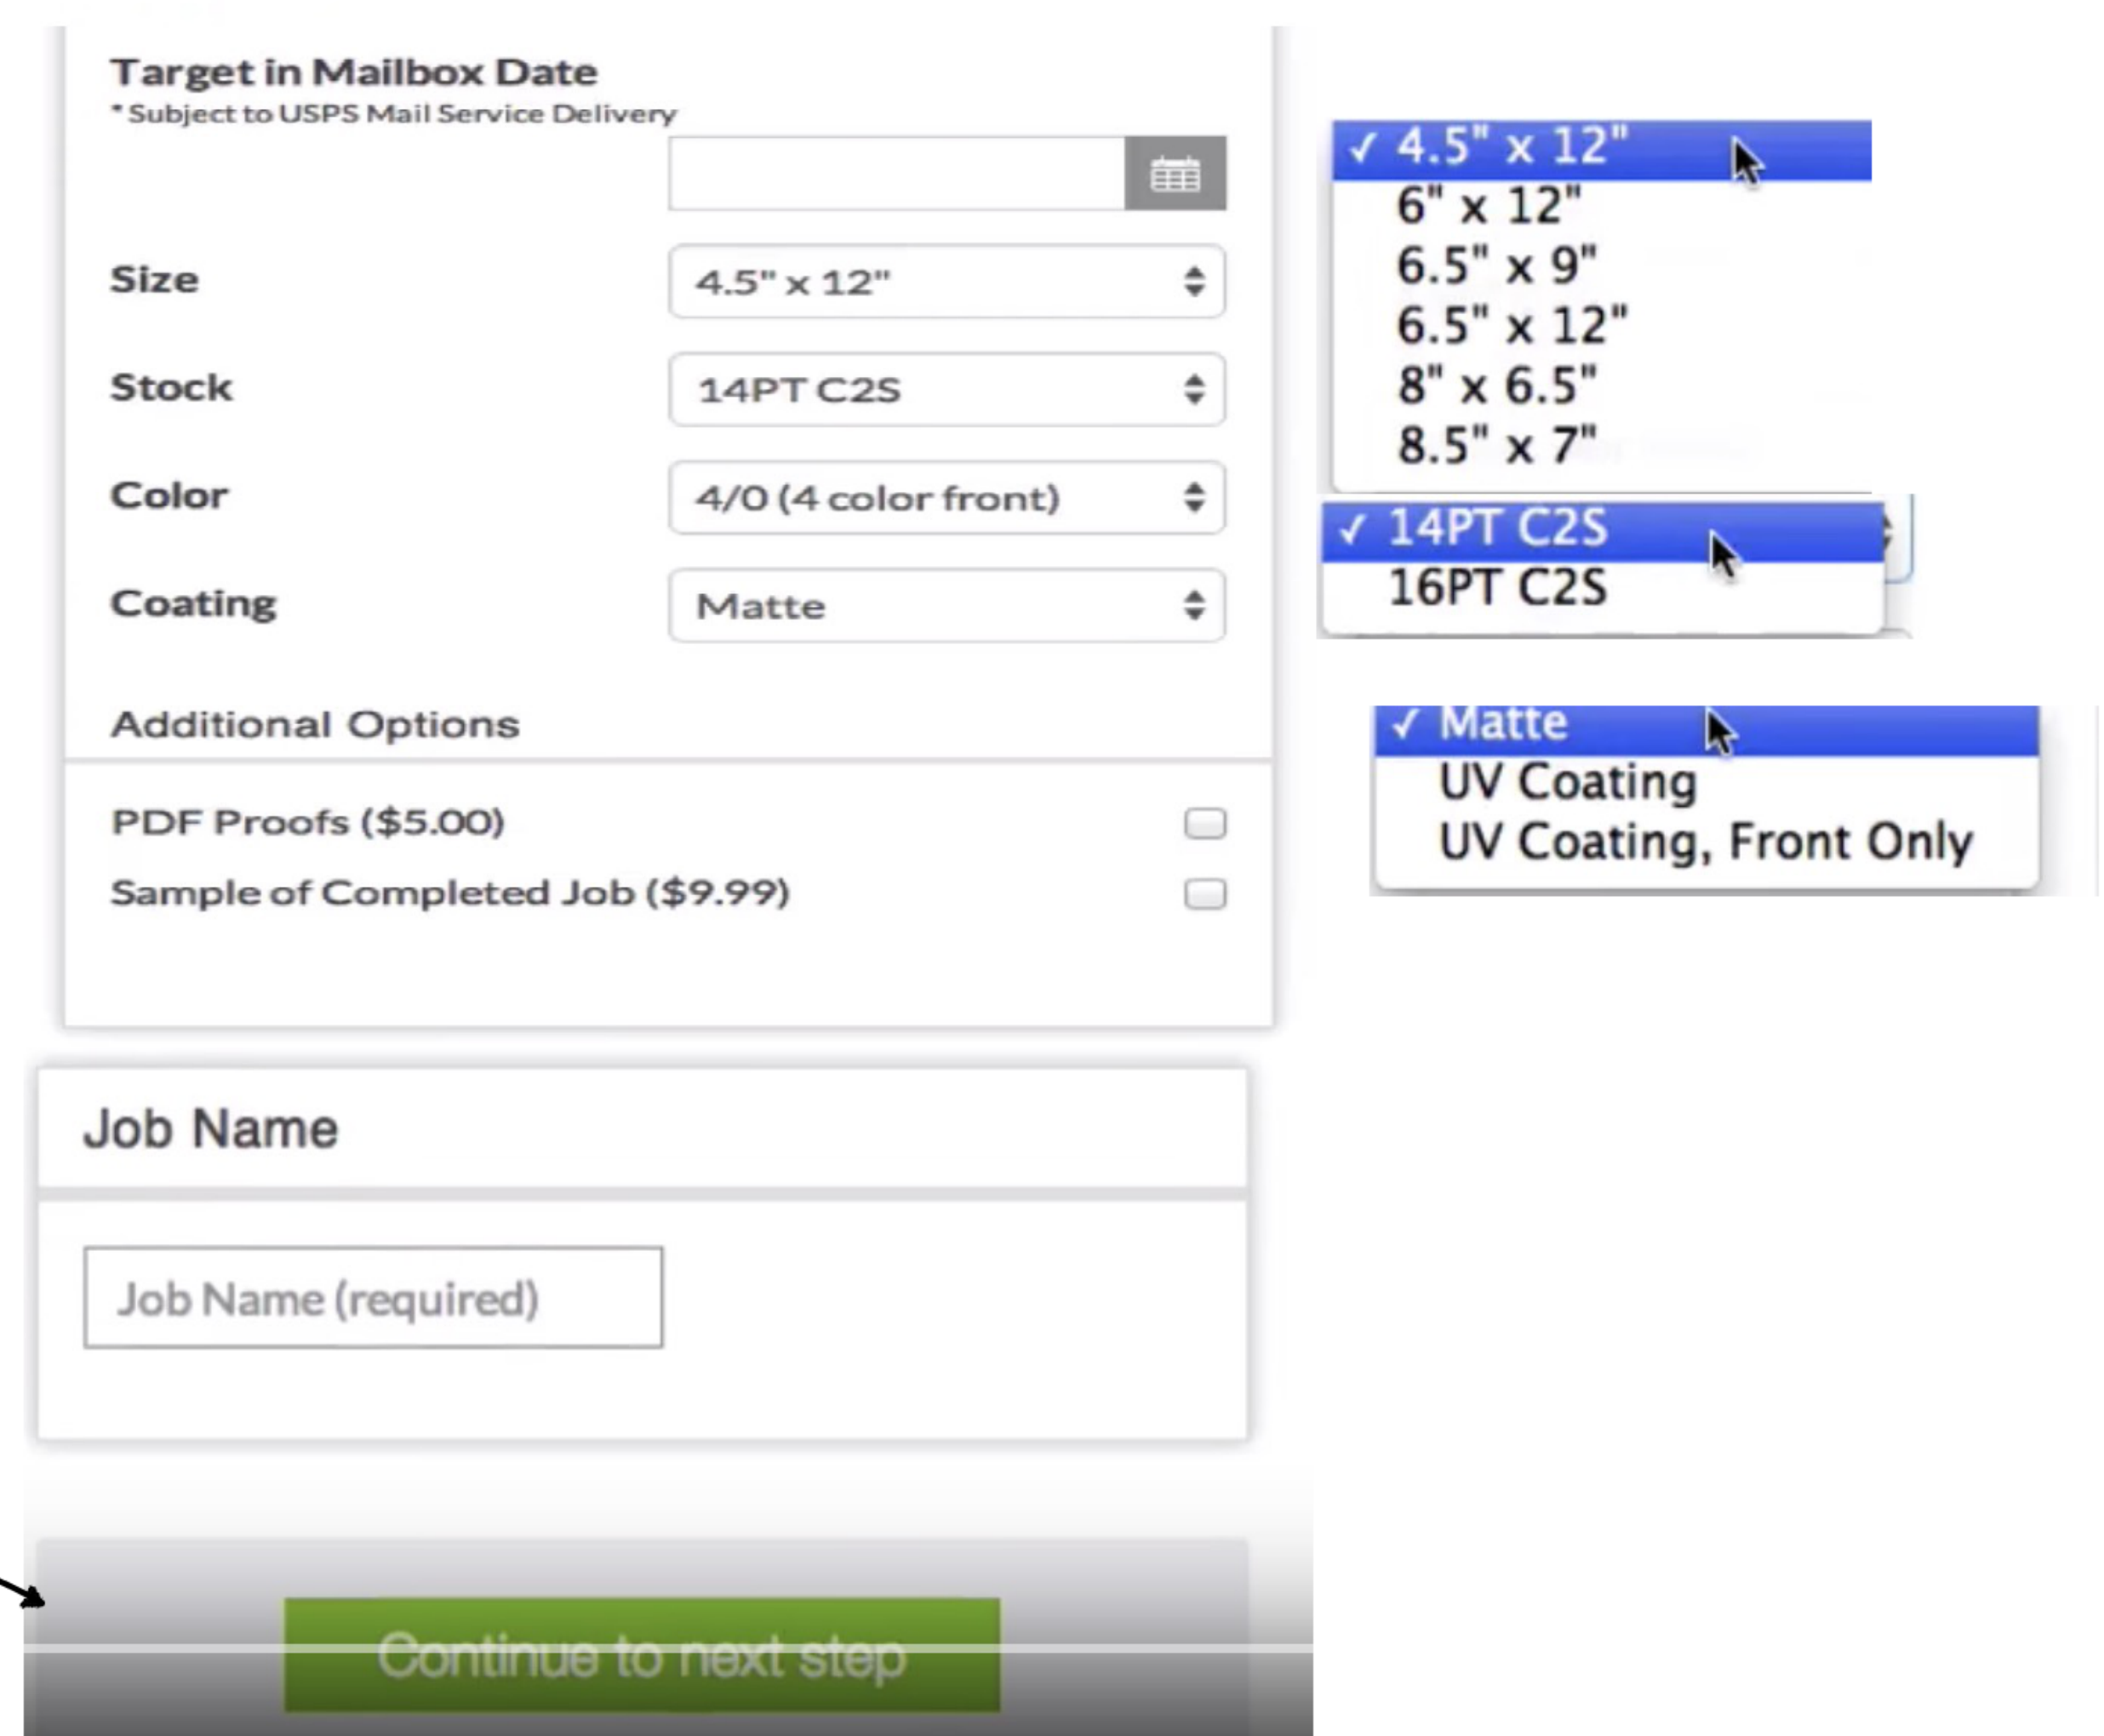 Target in Mailbox Date
* Subject to USPS Mail Service Delivery
Size
4.5" x 12"
Stock
14PT C2S
Color
4/0 (4 color front)
Coating
Matte
Additional Options
PDF Proofs ($5.00)
Sample of Completed Job ($9.99)
✓ 4.5" x 12"
6" x 12"
6.5" x 9"
6.5" x 12"
8" x 6.5"
8.5" x 7"
✓ 14PT C2S
16PT C2S
✓ Matte
UV Coating
UV Coating, Front Only
Job Name
Job Name (required)
Continue to next step